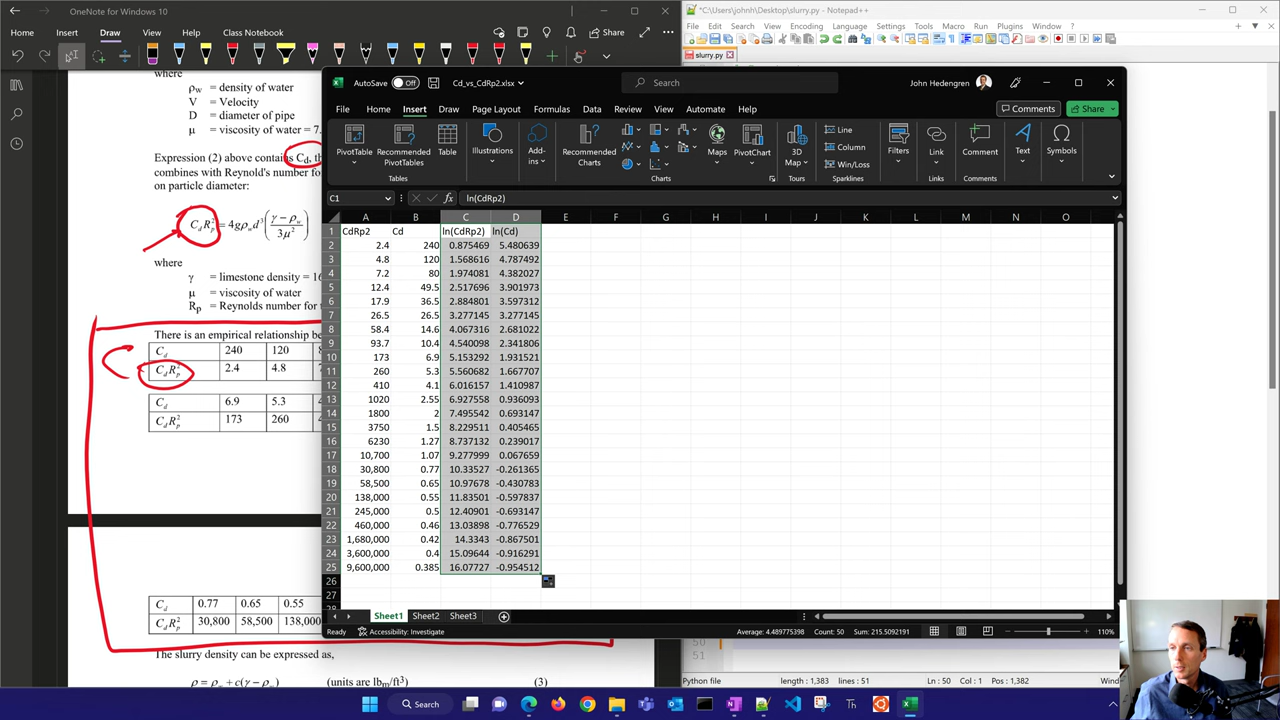 OneNote for Windows 10
*C:\Users\johnh\Desktop\slurry.py - Notepad++
Home Insert Draw View Help Class Notebook Share
File Edit Search View Encoding Language Settings Tools Macro Run Plugins Window ?
slurry.py
where
ρw = density of water
V = Velocity
D = diameter of pipe
μ = viscosity of water = 7.
Expression (2) above contains Cd, th
combines with Reynold's number fo
on particle diameter:
CdRp² = 4gρwd³(γ − ρw / 3μ²)
where
γ = limestone density = 16
μ = viscosity of water
Rp = Reynolds number for
There is an empirical relationship be
Cd 240 120
CdRp² 2.4 4.8 7
Cd 6.9 5.3
CdRp² 173 260
Cd 0.77 0.65 0.55
CdRp² 30,800 58,500 138,000
The slurry density can be expressed as,
ρ = ρw + c(γ − ρw) (units are lbm/ft³) (3)
AutoSave Off Cd_vs_CdRp2.xlsx Search John Hedengren
File Home Insert Draw Page Layout Formulas Data Review View Automate Help Comments Share
PivotTable Recommended PivotTables Table Illustrations Add-ins Recommended Charts Maps PivotChart 3D Map Line Column Win/Loss Filters Link Comment Text Symbols
Tables Charts Tours Sparklines Links Comments
C1 fx ln(CdRp2)
A B C D E F G H I J K L M N O
1 CdRp2 Cd ln(CdRp2) ln(Cd)
2 2.4 240 0.875469 5.480639
3 4.8 120 1.568616 4.787492
4 7.2 80 1.974081 4.382027
5 12.4 49.5 2.517696 3.901973
6 17.9 36.5 2.884801 3.597312
7 26.5 26.5 3.277145 3.277145
8 58.4 14.6 4.067316 2.681022
9 93.7 10.4 4.540098 2.341806
10 173 6.9 5.153292 1.931521
11 260 5.3 5.560682 1.667707
12 410 4.1 6.016157 1.410987
13 1020 2.55 6.927558 0.936093
14 1800 2 7.495542 0.693147
15 3750 1.5 8.229511 0.405465
16 6230 1.27 8.737132 0.239017
17 10,700 1.07 9.277999 0.067659
18 30,800 0.77 10.33527 -0.261365
19 58,500 0.65 10.97678 -0.430783
20 138,000 0.55 11.83501 -0.597837
21 245,000 0.5 12.40901 -0.693147
22 460,000 0.46 13.03898 -0.776529
23 1,680,000 0.42 14.3343 -0.867501
24 3,600,000 0.4 15.09644 -0.916291
25 9,600,000 0.385 16.07727 -0.954512
26
27
28
Sheet1 Sheet2 Sheet3
Ready Accessibility: Investigate Average: 4.489775398 Count: 50 Sum: 215.5092191 110%
50
51
Python file length : 1,383 lines : 51 Ln : 50 Col : 1 Pos : 1,382 Wind
Search